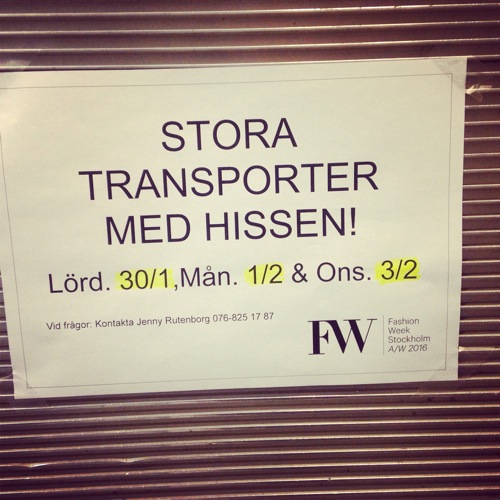 STORA
TRANSPORTER
MED HISSEN!
Lörd. 30/1,Mån. 1/2 & Ons. 3/2
Vid frågor: Kontakta Jenny Rutenborg 076-825 17 87
FW
Fashion
Week
Stockholm
A/W 2016